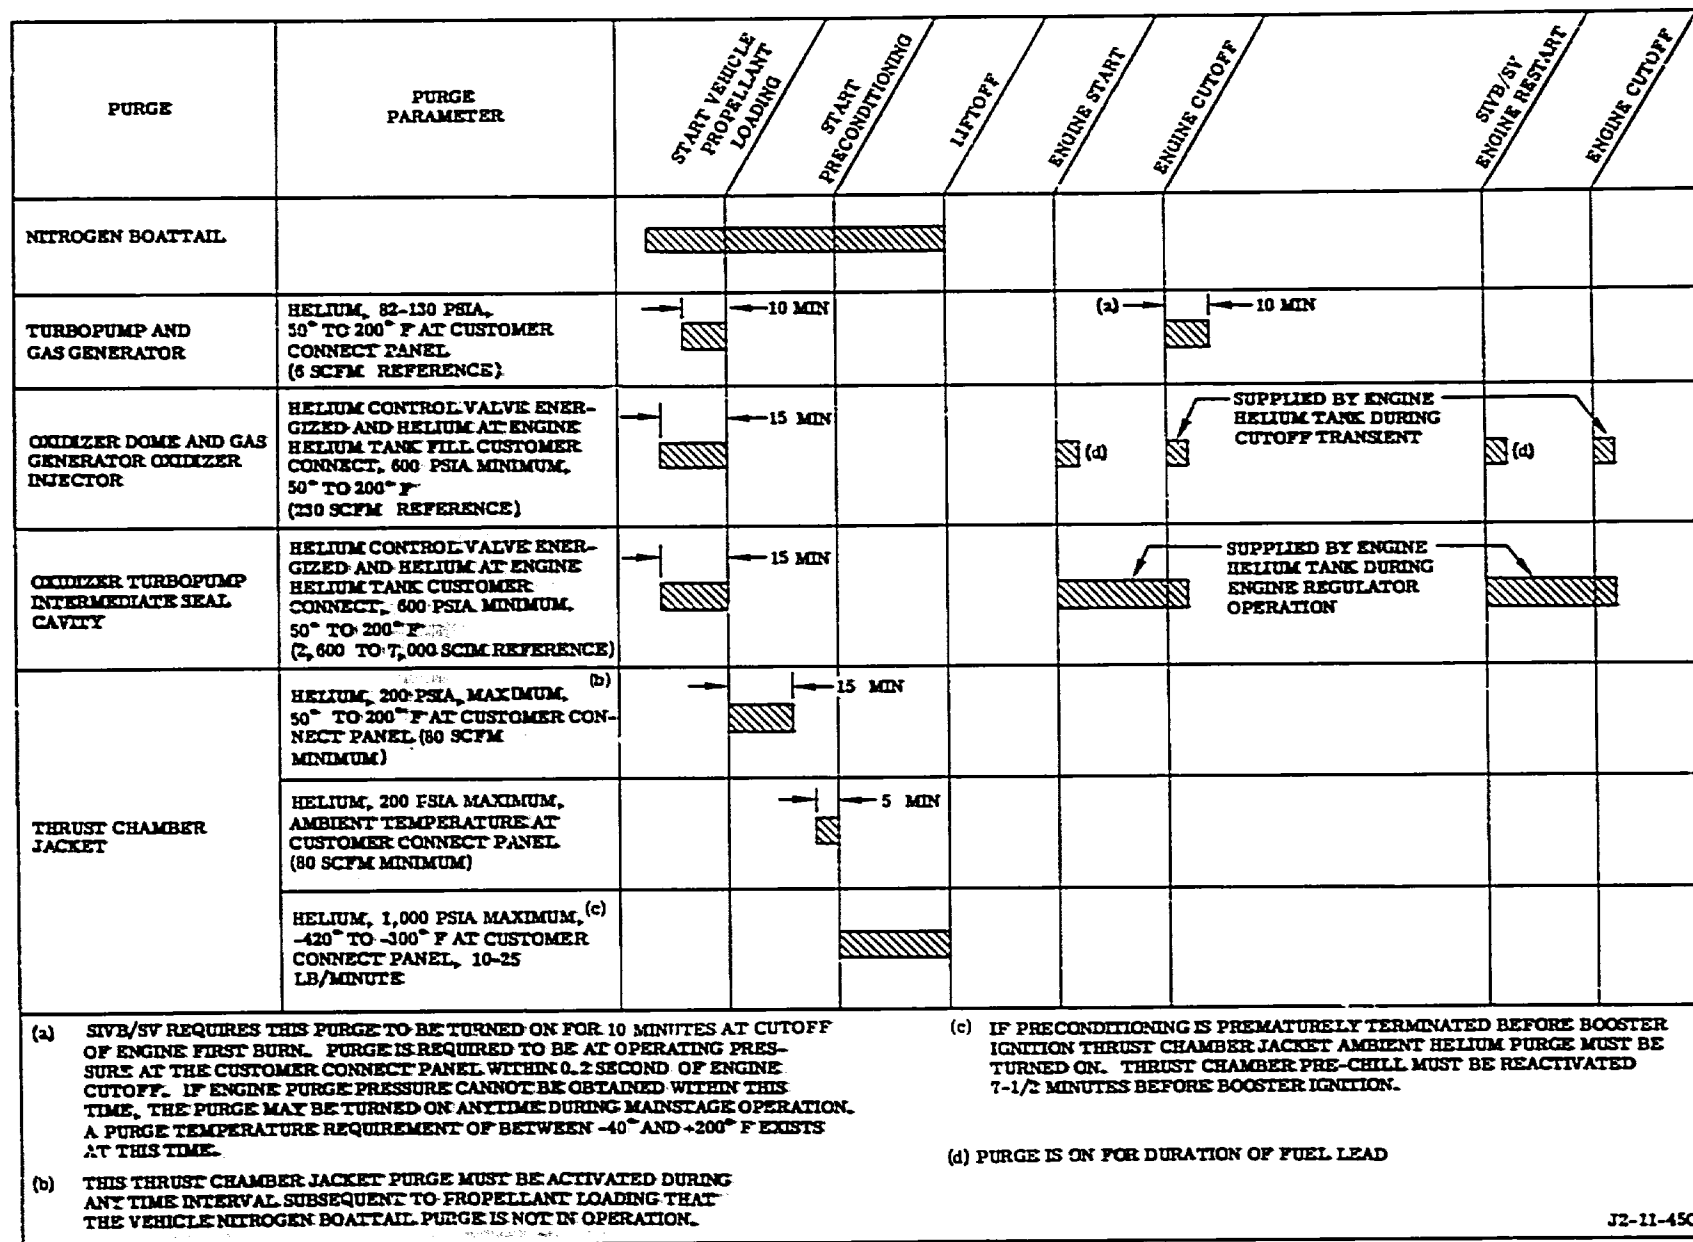 PURGE
PURGE
PARAMETER
START VEHICLE
PROPELLANT
LOADING
START
PRECONDITIONING
LIFTOFF
ENGINE START
ENGINE CUTOFF
SIVB/SV
ENGINE RESTART
ENGINE CUTOFF
NITROGEN BOATTAIL
TURBOPUMP AND
GAS GENERATOR
HELIUM, 82-130 PSIA,
50° TO 200° F AT CUSTOMER
CONNECT PANEL
(6 SCFM REFERENCE)
10 MIN
(a)
10 MIN
OXIDIZER DOME AND GAS
GENERATOR OXIDIZER
INJECTOR
HELIUM CONTROL VALVE ENER-
GIZED AND HELIUM AT ENGINE
HELIUM TANK FILL CUSTOMER
CONNECT, 600 PSIA MINIMUM,
50° TO 200° F
(230 SCFM REFERENCE)
15 MIN
(d)
SUPPLIED BY ENGINE
HELIUM TANK DURING
CUTOFF TRANSIENT
(d)
OXIDIZER TURBOPUMP
INTERMEDIATE SEAL
CAVITY
HELIUM CONTROL VALVE ENER-
GIZED AND HELIUM AT ENGINE
HELIUM TANK CUSTOMER
CONNECT, 600 PSIA MINIMUM,
50° TO 200° F
(2,600 TO 7,000 SCIM REFERENCE)
15 MIN
SUPPLIED BY ENGINE
HELIUM TANK DURING
ENGINE REGULATOR
OPERATION
THRUST CHAMBER
JACKET
HELIUM, 200 PSIA, MAXIMUM, (b)
50° TO 200° F AT CUSTOMER CON-
NECT PANEL (80 SCFM
MINIMUM)
15 MIN
HELIUM, 200 PSIA MAXIMUM,
AMBIENT TEMPERATURE AT
CUSTOMER CONNECT PANEL
(80 SCFM MINIMUM)
5 MIN
HELIUM, 1,000 PSIA MAXIMUM, (c)
-420° TO -300° F AT CUSTOMER
CONNECT PANEL, 10-25
LB/MINUTE
(a) SIVB/SV REQUIRES THIS PURGE TO BE TURNED ON FOR 10 MINUTES AT CUTOFF
OF ENGINE FIRST BURN. PURGE IS REQUIRED TO BE AT OPERATING PRES-
SURE AT THE CUSTOMER CONNECT PANEL WITHIN 0.2 SECOND OF ENGINE
CUTOFF. IF ENGINE PURGE PRESSURE CANNOT BE OBTAINED WITHIN THIS
TIME, THE PURGE MAY BE TURNED ON ANYTIME DURING MAINSTAGE OPERATION.
A PURGE TEMPERATURE REQUIREMENT OF BETWEEN -40° AND +200° F EXISTS
AT THIS TIME.
(b) THIS THRUST CHAMBER JACKET PURGE MUST BE ACTIVATED DURING
ANY TIME INTERVAL SUBSEQUENT TO PROPELLANT LOADING THAT
THE VEHICLE NITROGEN BOATTAIL PURGE IS NOT IN OPERATION.
(c) IF PRECONDITIONING IS PREMATURELY TERMINATED BEFORE BOOSTER
IGNITION THRUST CHAMBER JACKET AMBIENT HELIUM PURGE MUST BE
TURNED ON. THRUST CHAMBER PRE-CHILL MUST BE REACTIVATED
7-1/2 MINUTES BEFORE BOOSTER IGNITION.
(d) PURGE IS ON FOR DURATION OF FUEL LEAD
J2-11-45C